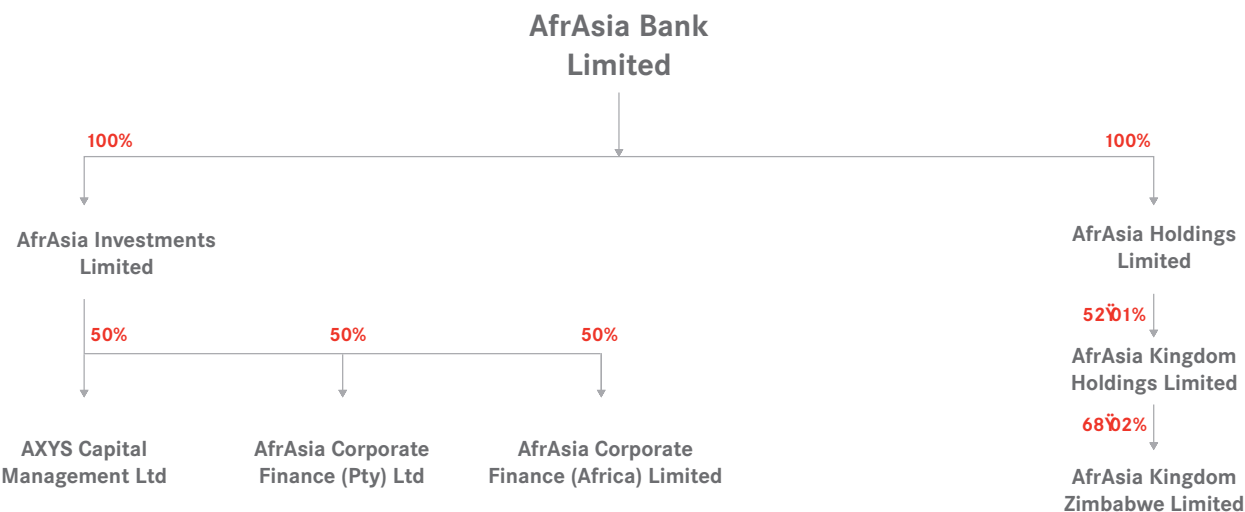 AfrAsia Bank
Limited
100%
100%
AfrAsia Investments
Limited
AfrAsia Holdings
Limited
50%
50%
50%
52Ÿ01%
AfrAsia Kingdom
Holdings Limited
68Ÿ02%
AXYS Capital
Management Ltd
AfrAsia Corporate
Finance (Pty) Ltd
AfrAsia Corporate
Finance (Africa) Limited
AfrAsia Kingdom
Zimbabwe Limited